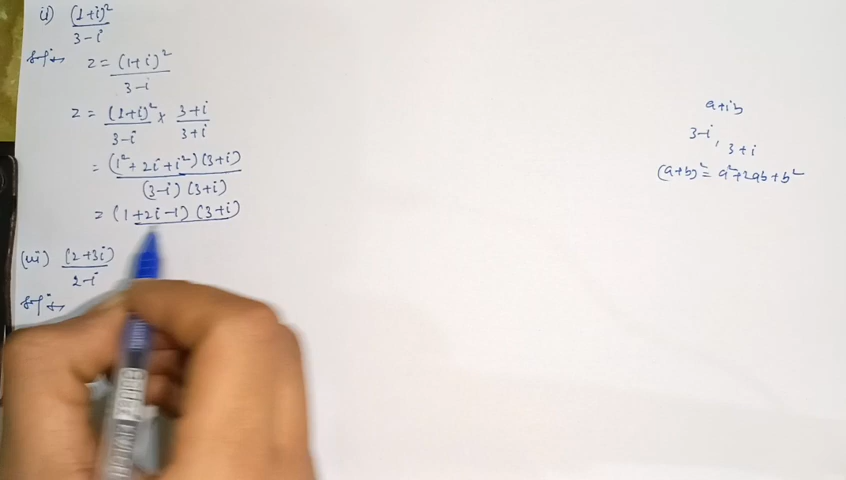 ii) (1+i)²
3-i
Sol:→ z = (1+i)²
3-i
z = (1+i)² × 3+i
3-i 3+i
= (1²+2i+i²)(3+i)
(3-i)(3+i)
= (1+2i-1)(3+i)
(iii) (2+3i)
2-i
Sol:→
a+ib
3-i, 3+i
(a+b)² = a²+2ab+b²